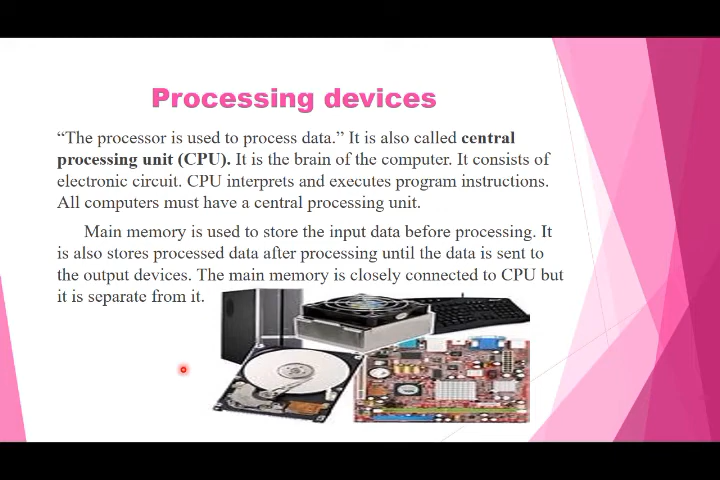 Processing devices
“The processor is used to process data.” It is also called central
processing unit (CPU). It is the brain of the computer. It consists of
electronic circuit. CPU interprets and executes program instructions.
All computers must have a central processing unit.
Main memory is used to store the input data before processing. It
is also stores processed data after processing until the data is sent to
the output devices. The main memory is closely connected to CPU but
it is separate from it.